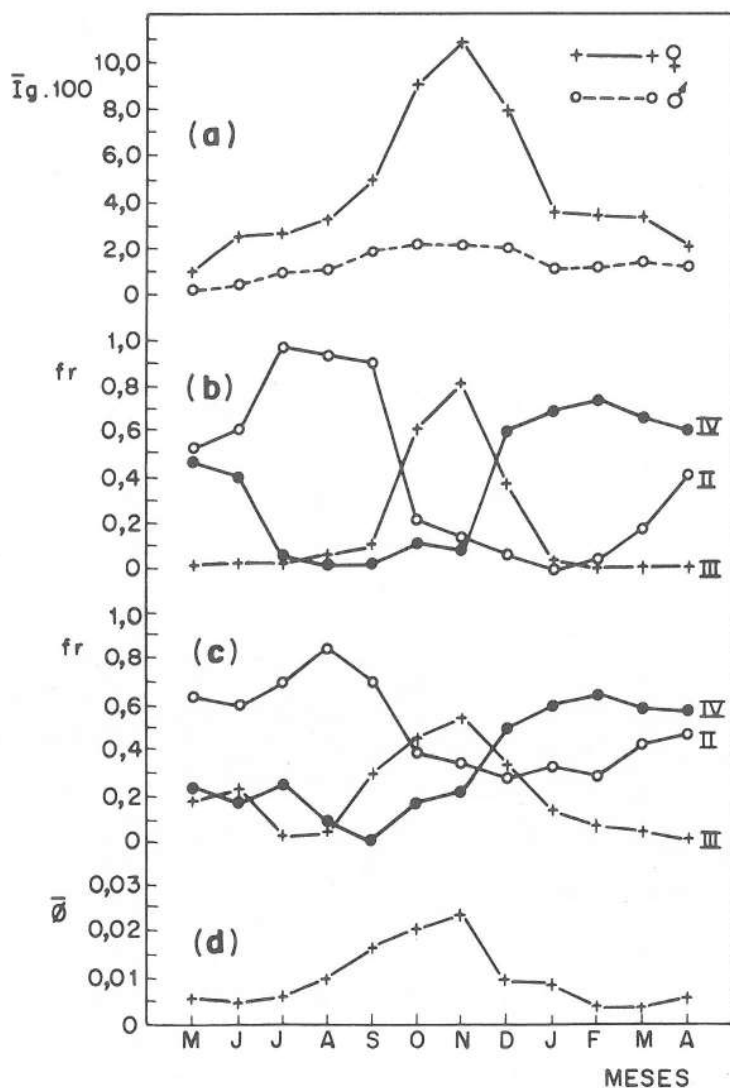 10,0
Īg.100
♀
♂
8,0
(a)
6,0
4,0
2,0
0
1,0
fr
(b)
0,8
IV
0,6
II
0,4
0,2
0
III
1,0
fr
(c)
0,8
0,6
IV
II
0,4
0,2
0
III
0,03
Ø̄
0,02
(d)
0,01
0
M J J A S O N D J F M A
MESES